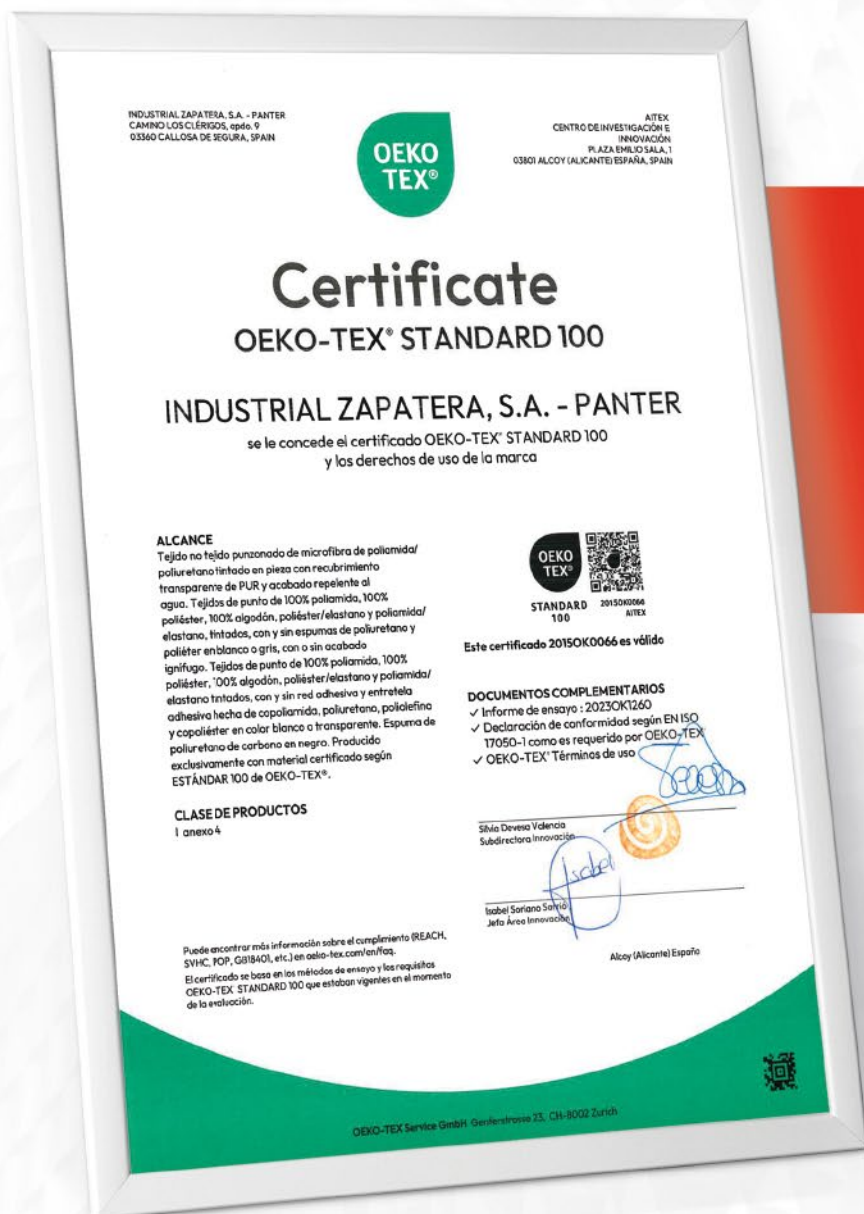 INDUSTRIAL ZAPATERA, S.A. - PANTER
CAMINO LOS CLÉRIGOS, apdo. 9
03360 CALLOSA DE SEGURA, SPAIN
OEKO
TEX®
AITEX
CENTRO DE INVESTIGACIÓN E
INNOVACIÓN
PLAZA EMILIO SALA, 1
03801 ALCOY (ALICANTE) ESPAÑA, SPAIN
Certificate
OEKO-TEX® STANDARD 100
INDUSTRIAL ZAPATERA, S.A. - PANTER
se le concede el certificado OEKO-TEX® STANDARD 100
y los derechos de uso de la marca
ALCANCE
Tejido no tejido punzonado de microfibra de poliamida/
poliuretano tintado en pieza con recubrimiento
transparente de PUR y acabado repelente al
agua. Tejidos de punto de 100% poliamida, 100%
poliéster, 100% algodón, poliéster/elastano y poliamida/
elastano, tintados, con y sin espumas de poliuretano y
poliéter en blanco o gris, con o sin acabado
ignífugo. Tejidos de punto de 100% poliamida, 100%
poliéster, 100% algodón, poliéster/elastano y poliamida/
elastano tintados, con y sin red adhesiva y entretela
adhesiva hecha de copoliamida, poliuretano, poliolefina
y copoliéster en color blanco o transparente. Espuma de
poliuretano de carbono en negro. Producido
exclusivamente con material certificado según
ESTÁNDAR 100 de OEKO-TEX®.
CLASE DE PRODUCTOS
I anexo 4
OEKO
TEX®
STANDARD
100
2015OK0066
AITEX
Este certificado 2015OK0066 es válido
DOCUMENTOS COMPLEMENTARIOS
✓ Informe de ensayo : 2023OK1260
✓ Declaración de conformidad según EN ISO
17050-1 como es requerido por OEKO-TEX
✓ OEKO-TEX® Términos de uso
Silvia Devesa Valencia
Subdirectora Innovación
Isabel
Isabel Soriano Sarrió
Jefa Área Innovación
Alcoy (Alicante) España
Puede encontrar más información sobre el cumplimiento (REACH,
SVHC, POP, GB18401, etc.) en oeko-tex.com/en/faq.
El certificado se basa en los métodos de ensayo y los requisitos
OEKO-TEX® STANDARD 100 que estaban vigentes en el momento
de la evaluación.
OEKO-TEX Service GmbH Genferstrasse 23, CH-8002 Zurich